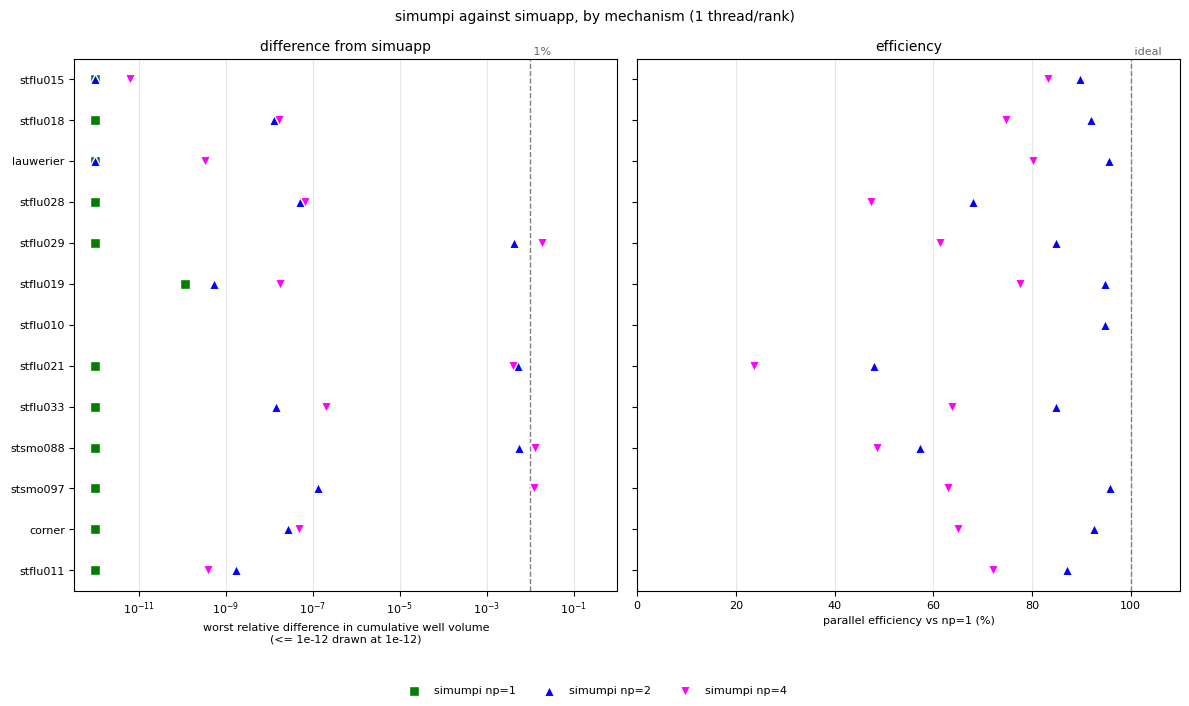 simumpi against simuapp, by mechanism (1 thread/rank)
difference from simuapp
1%
stflu015
stflu018
lauwerier
stflu028
stflu029
stflu019
stflu010
stflu021
stflu033
stsmo088
stsmo097
corner
stflu011
10⁻¹¹ 10⁻⁹ 10⁻⁷ 10⁻⁵ 10⁻³ 10⁻¹
worst relative difference in cumulative well volume
(<= 1e-12 drawn at 1e-12)
efficiency
ideal
0 20 40 60 80 100
parallel efficiency vs np=1 (%)
simumpi np=1 simumpi np=2 simumpi np=4